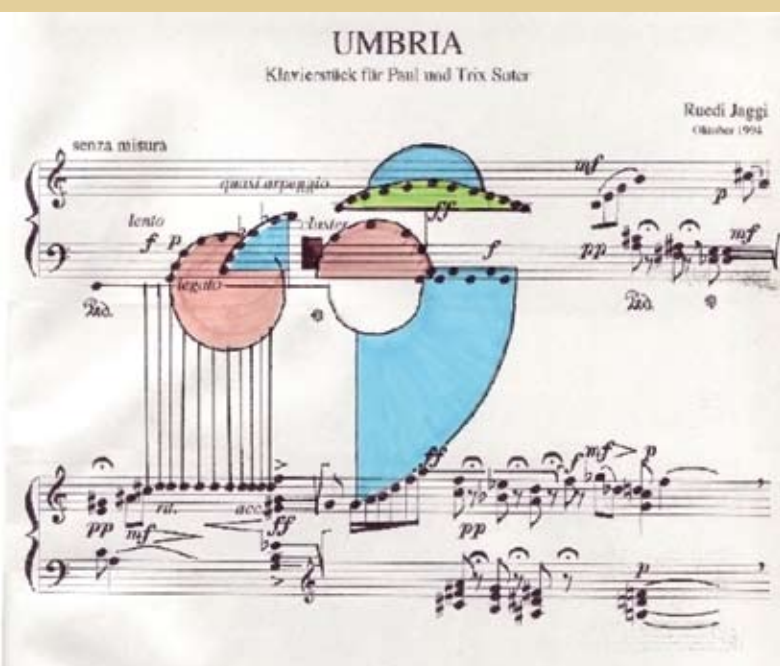 UMBRIA
Klavierstück für Paul und Trix Suter
Ruedi Jaggi
Oktober 1994
senza misura
mf
quasi arpeggio
p
ff
lento
cluster
f p
f
pp
mf
legato
Ped.
Ped.
ff
f mf p
rit.
acc.
pp
mf
ff
pp
p